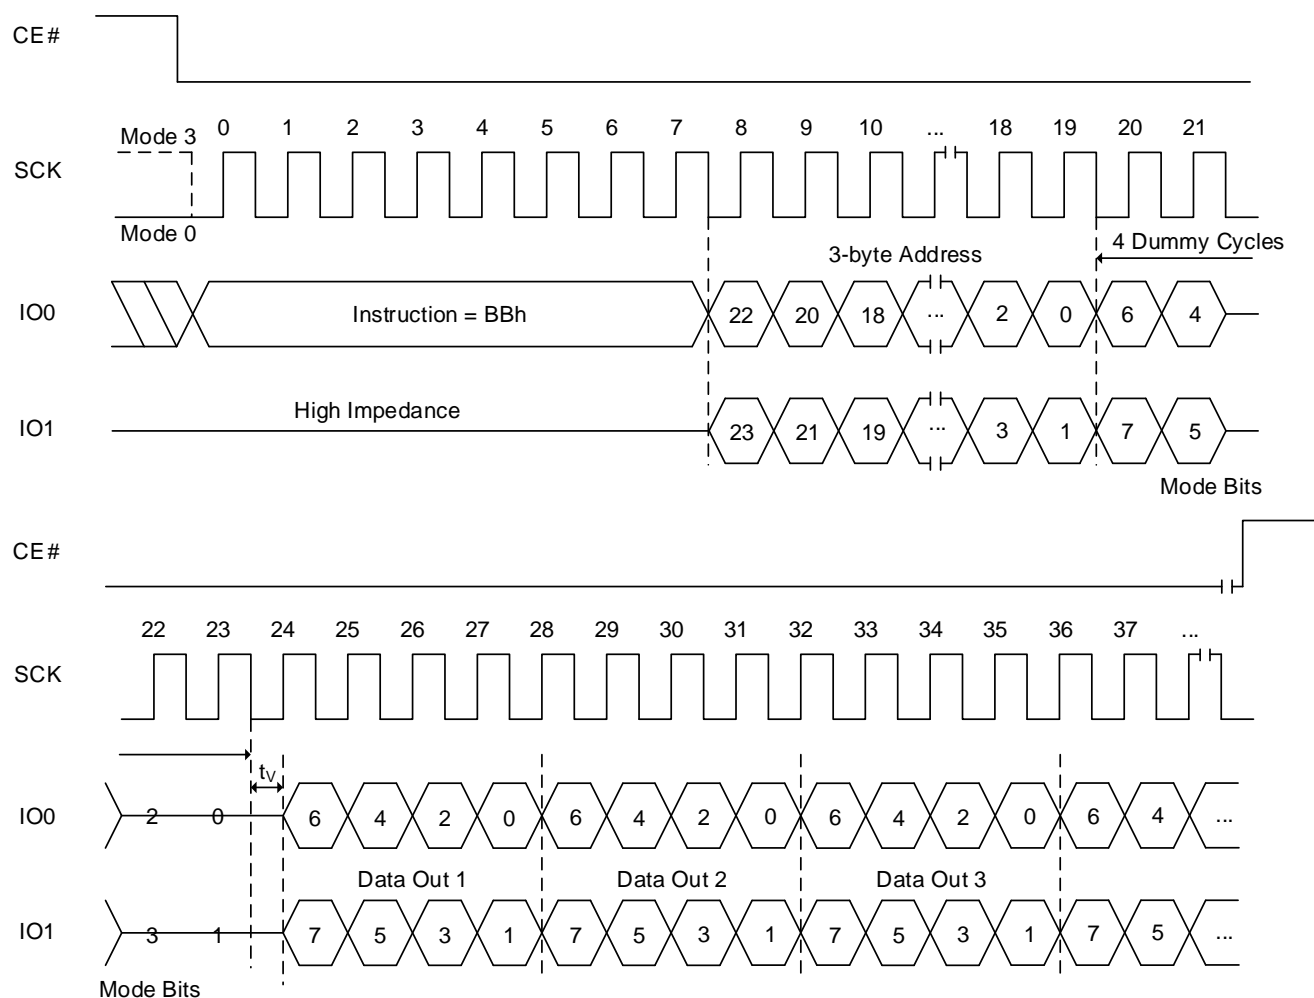 CE#
Mode 3
0 1 2 3 4 5 6 7 8 9 10 ... 18 19 20 21
SCK
Mode 0
3-byte Address
4 Dummy Cycles
IO0
Instruction = BBh
22 20 18 ... 2 0 6 4
High Impedance
IO1
23 21 19 ... 3 1 7 5
Mode Bits
CE#
22 23 24 25 26 27 28 29 30 31 32 33 34 35 36 37 ...
SCK
tV
IO0
2 0 6 4 2 0 6 4 2 0 6 4 2 0 6 4 ...
Data Out 1 Data Out 2 Data Out 3
IO1
3 1 7 5 3 1 7 5 3 1 7 5 3 1 7 5 ...
Mode Bits